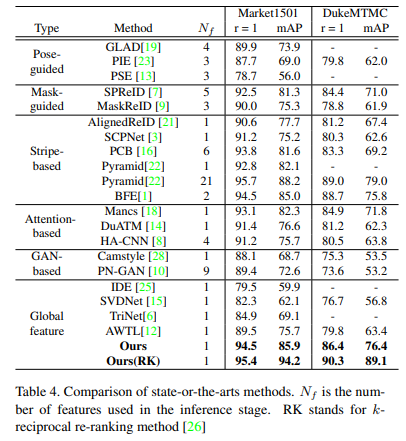 Market1501 DukeMTMC
Type Method N_f r = 1 mAP r = 1 mAP
Pose-guided GLAD[19] 4 89.9 73.9 - -
PIE [23] 3 87.7 69.0 79.8 62.0
PSE [13] 3 78.7 56.0 - -
Mask-guided SPReID [7] 5 92.5 81.3 84.4 71.0
MaskReID [9] 3 90.0 75.3 78.8 61.9
Stripe-based AlignedReID [21] 1 90.6 77.7 81.2 67.4
SCPNet [3] 1 91.2 75.2 80.3 62.6
PCB [16] 6 93.8 81.6 83.3 69.2
Pyramid[22] 1 92.8 82.1 - -
Pyramid[22] 21 95.7 88.2 89.0 79.0
BFE[1] 2 94.5 85.0 88.7 75.8
Attention-based Mancs [18] 1 93.1 82.3 84.9 71.8
DuATM [14] 1 91.4 76.6 81.2 62.3
HA-CNN [8] 4 91.2 75.7 80.5 63.8
GAN-based Camstyle [28] 1 88.1 68.7 75.3 53.5
PN-GAN [10] 9 89.4 72.6 73.6 53.2
Global feature IDE [25] 1 79.5 59.9 - -
SVDNet [15] 1 82.3 62.1 76.7 56.8
TriNet[6] 1 84.9 69.1 - -
AWTL[12] 1 89.5 75.7 79.8 63.4
Ours 1 94.5 85.9 86.4 76.4
Ours(RK) 1 95.4 94.2 90.3 89.1
Table 4. Comparison of state-or-the-arts methods. N_f is the num-
ber of features used in the inference stage. RK stands for k-
reciprocal re-ranking method [26]